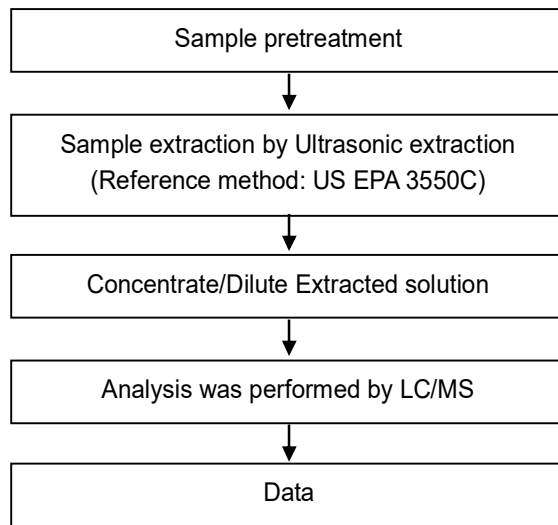 Sample pretreatment
Sample extraction by Ultrasonic extraction
(Reference method: US EPA 3550C)
Concentrate/Dilute Extracted solution
Analysis was performed by LC/MS
Data